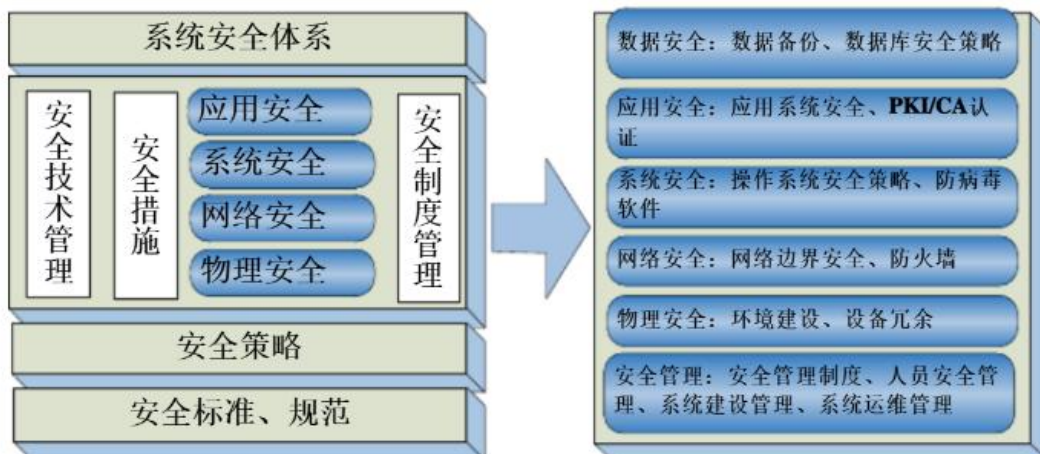 系统安全体系
安全技术管理
安全措施
应用安全
系统安全
网络安全
物理安全
安全制度管理
安全策略
安全标准、规范
数据安全：数据备份、数据库安全策略
应用安全：应用系统安全、PKI/CA认
证
系统安全：操作系统安全策略、防病毒
软件
网络安全：网络边界安全、防火墙
物理安全：环境建设、设备冗余
安全管理：安全管理制度、人员安全管
理、系统建设管理、系统运维管理